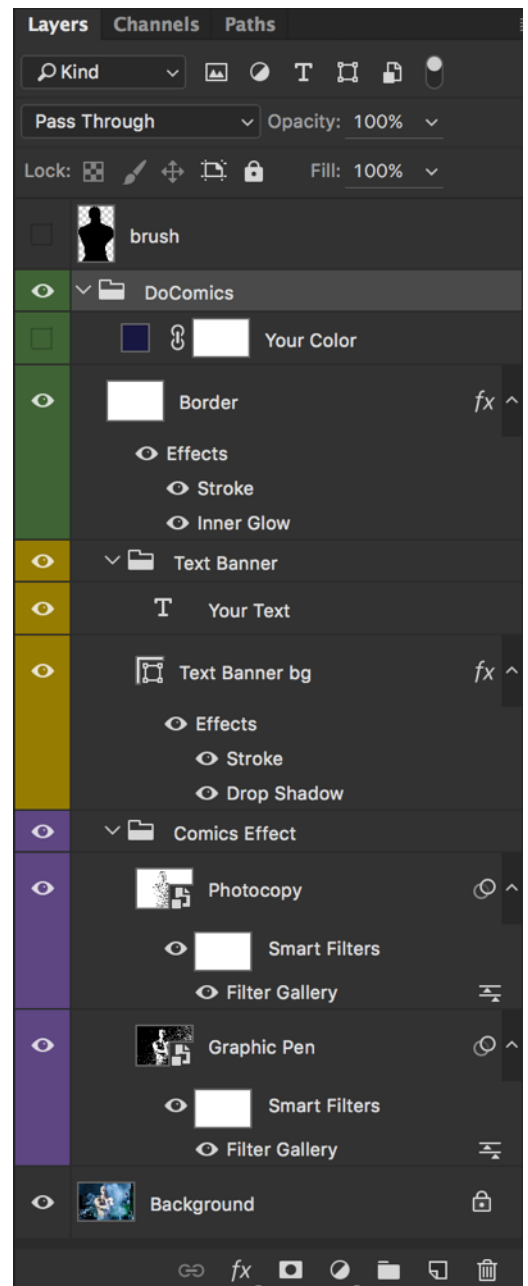 Layers Channels Paths
Kind T
Pass Through Opacity: 100%
Lock: Fill: 100%
brush
DoComics
Your Color
Border fx
Effects
Stroke
Inner Glow
Text Banner
T Your Text
Text Banner bg fx
Effects
Stroke
Drop Shadow
Comics Effect
Photocopy
Smart Filters
Filter Gallery
Graphic Pen
Smart Filters
Filter Gallery
Background
fx